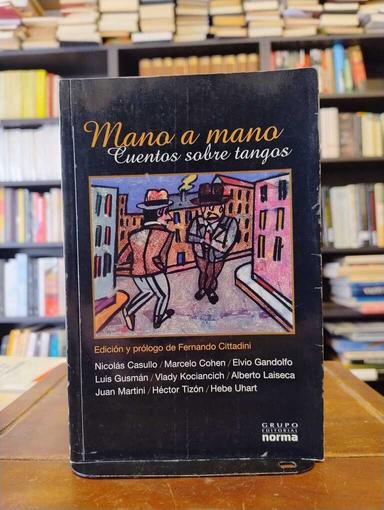 Mano a mano
Cuentos sobre tangos
Edición y prólogo de Fernando Cittadini
Nicolás Casullo / Marcelo Cohen / Elvio Gandolfo
Luis Gusmán / Vlady Kociancich / Alberto Laiseca
Juan Martini / Héctor Tizón / Hebe Uhart
GRUPO
EDITORIAL
norma